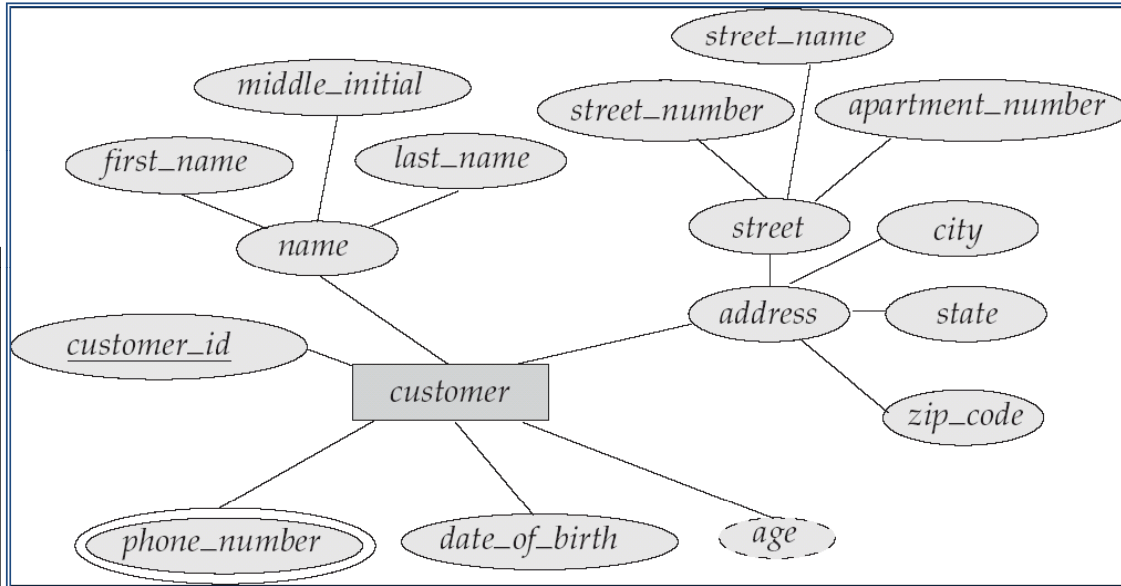 street_name
middle_initial
street_number
apartment_number
first_name
last_name
name
street
city
address
state
customer_id
customer
zip_code
phone_number
date_of_birth
age